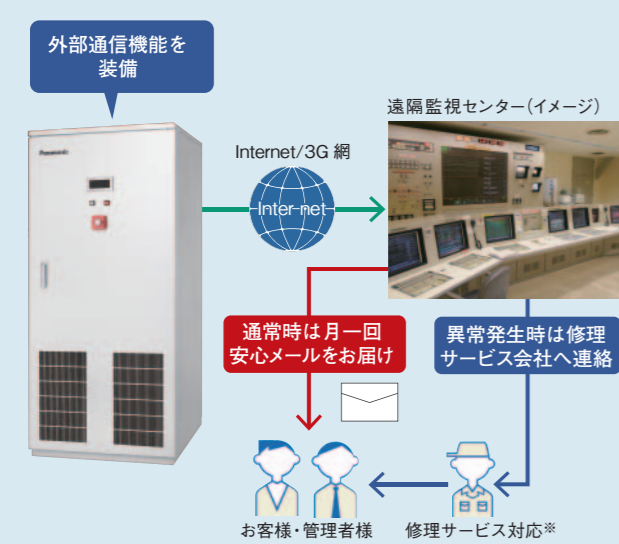 外部通信機能を
装備
遠隔監視センター(イメージ)
Panasonic
Internet/3G 網
Inter-net
通常時は月一回
安心メールをお届け
異常発生時は修理
サービス会社へ連絡
お客様・管理者様
修理サービス対応※